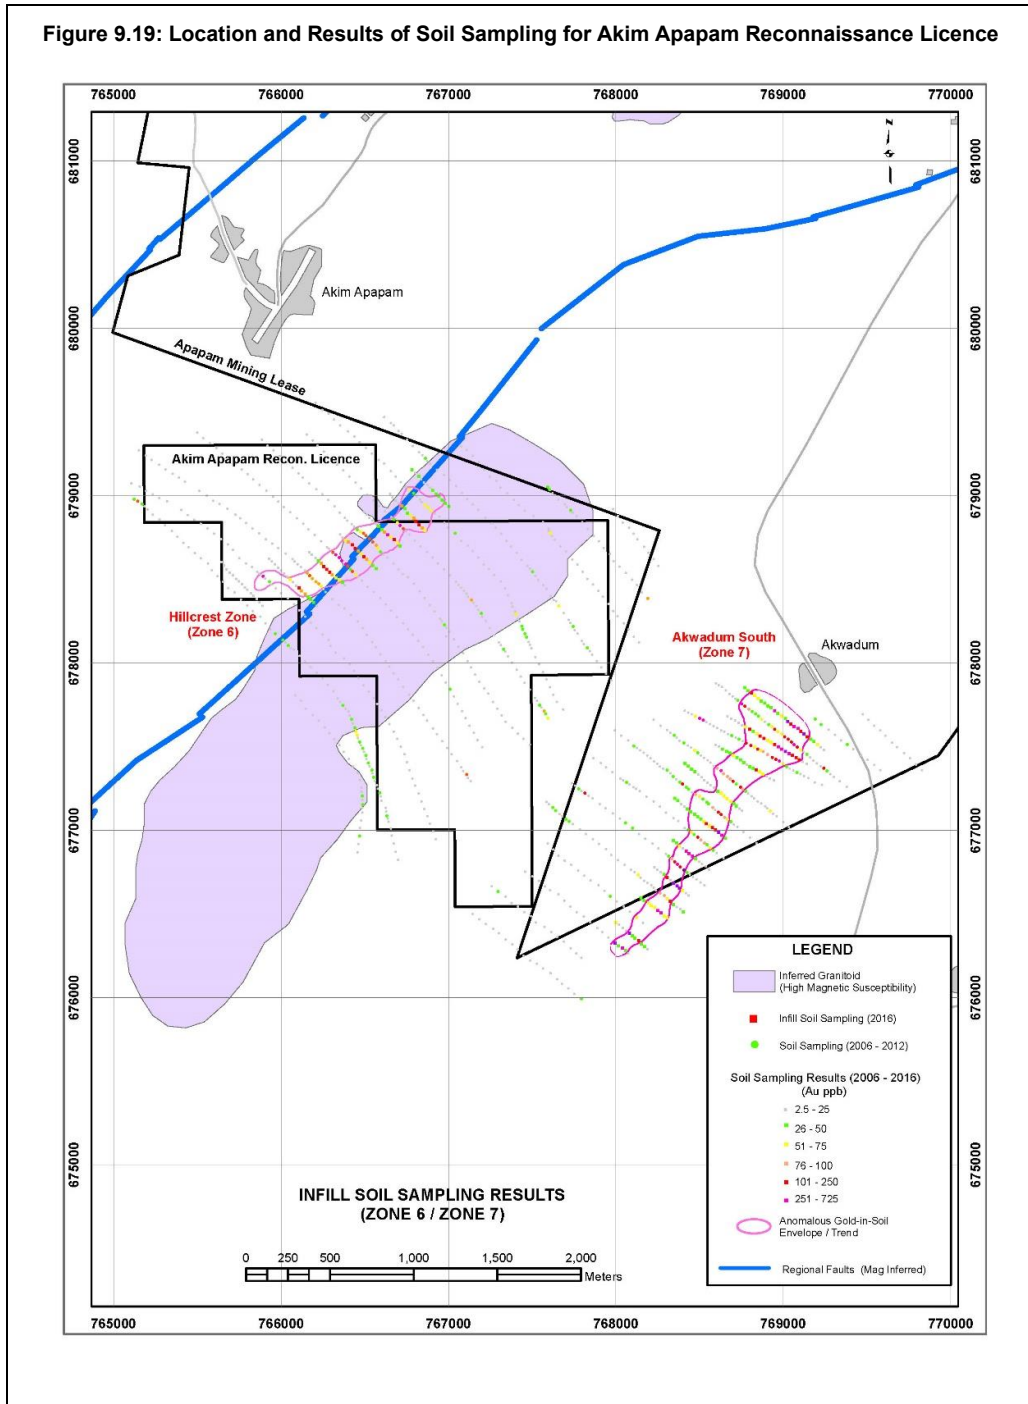 Figure 9.19: Location and Results of Soil Sampling for Akim Apapam Reconnaissance Licence
765000 766000 767000 768000 769000 770000
681000 681000
N
Akim Apapam
680000 680000
Apapam Mining Lease
Akim Apapam Recon. Licence
679000 679000
Hillcrest Zone
(Zone 6)
Akwadum South
(Zone 7)
Akwadum
678000 678000
677000 677000
676000 676000
675000 675000
LEGEND
Inferred Granitoid
(High Magnetic Susceptibility)
Infill Soil Sampling (2016)
Soil Sampling (2006 - 2012)
Soil Sampling Results (2006 - 2016)
(Au ppb)
2.5 - 25
26 - 50
51 - 75
76 - 100
101 - 250
251 - 725
Anomalous Gold-in-Soil
Envelope / Trend
Regional Faults (Mag Inferred)
INFILL SOIL SAMPLING RESULTS
(ZONE 6 / ZONE 7)
0 250 500 1,000 1,500 2,000
Meters
765000 766000 767000 768000 769000 770000